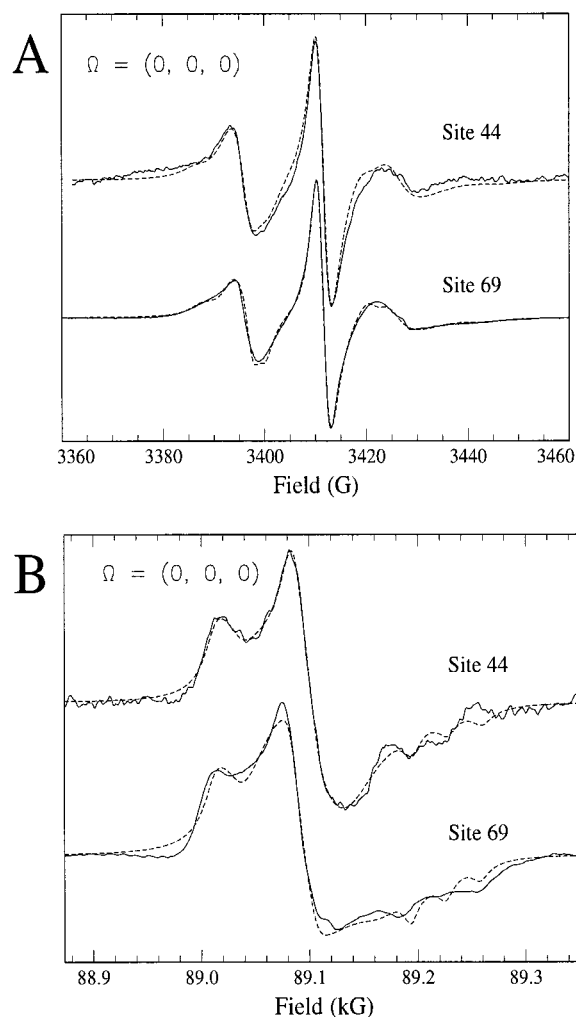 A
Ω = (0, 0, 0)
Site 44
Site 69
3360 3380 3400 3420 3440 3460
Field (G)
B
Ω = (0, 0, 0)
Site 44
Site 69
88.9 89.0 89.1 89.2 89.3
Field (kG)